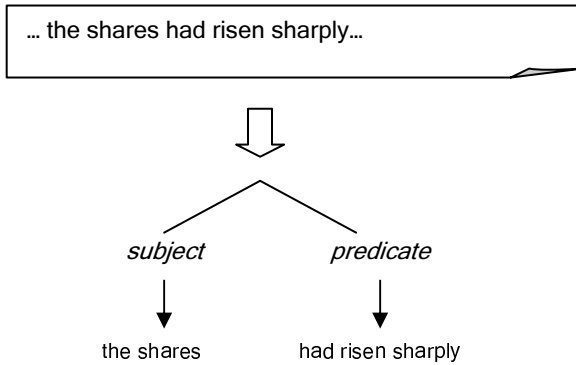 … the shares had risen sharply…
subject predicate
the shares had risen sharply